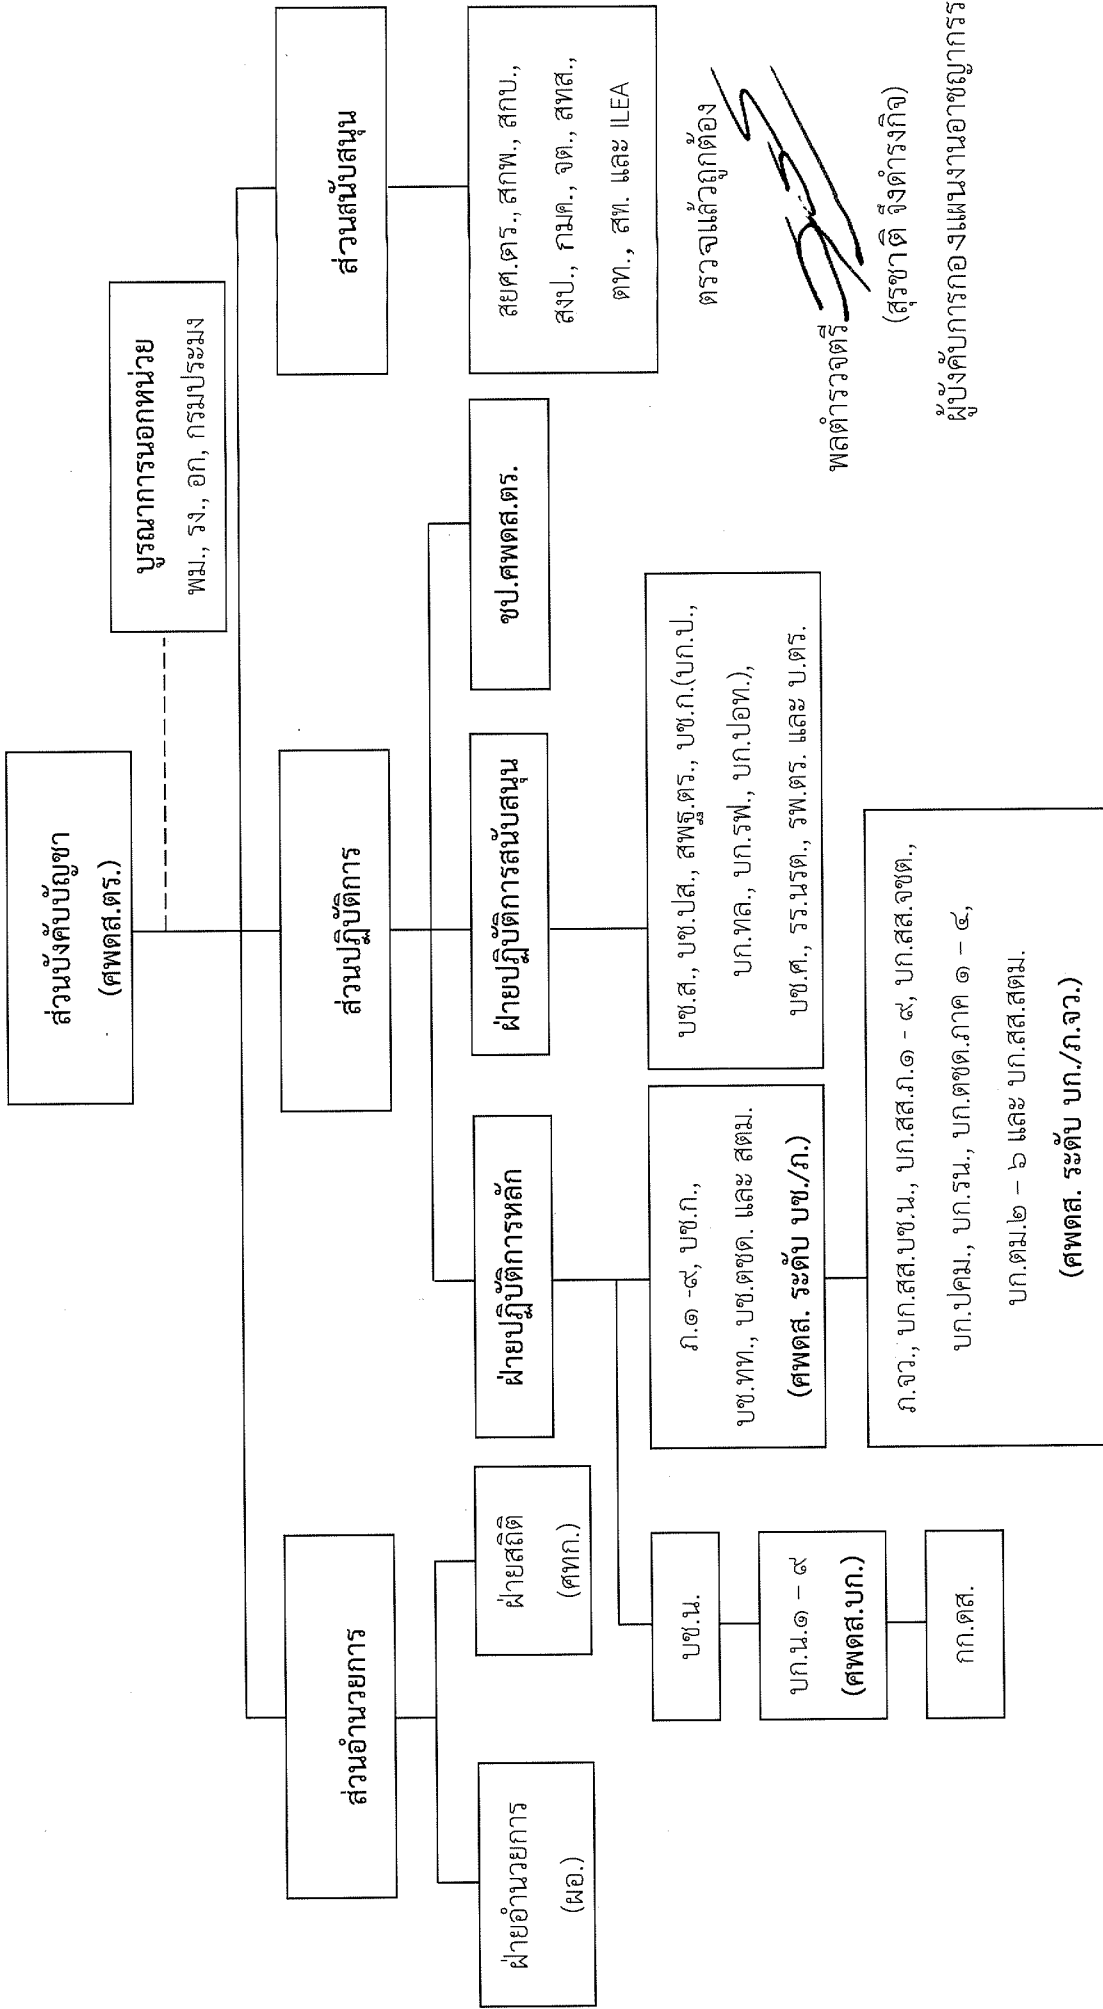 ส่วนบังคับบัญชา
(ศพดส.ตร.)
บูรณาการนอกหน่วย
พม., รง., อก, กรมประมง
ส่วนอำนวยการ
ส่วนปฏิบัติการ
ส่วนสนับสนุน
ฝ่ายอำนวยการ
(ผอ.)
ฝ่ายสถิติ
(ศทก.)
ฝ่ายปฏิบัติการหลัก
ฝ่ายปฏิบัติการสนับสนุน
ชป.ศพดส.ตร.
สยศ.ตร., สกพ., สกบ.,
สงป., กมค., จต., สทส.,
ตท., สท. และ ILEA
บช.น.
บก.น.๑ – ๙
(ศพดส.บก.)
กก.ดส.
ภ.๑ -๙, บช.ก.,
บช.ทท., บช.ตชด. และ สตม.
(ศพดส. ระดับ บช./ภ.)
บช.ส., บช.ปส., สพฐ.ตร., บช.ก.(บก.ป.,
บก.ทล., บก.รฟ., บก.ปอท.),
บช.ศ., รร.นรต., รพ.ตร. และ บ.ตร.
ภ.จว., บก.สส.บช.น., บก.สส.ภ.๑ - ๙, บก.สส.จชต.,
บก.ปคม., บก.รน., บก.ตชด.ภาค ๑ – ๔,
บก.ตม.๒ – ๖ และ บก.สส.สตม.
(ศพดส. ระดับ บก./ภ.จว.)
ตรวจแล้วถูกต้อง
พลตำรวจตรี
(สุรชาติ จึงดำรงกิจ)
ผู้บังคับการกองแผนงานอาชญากรร